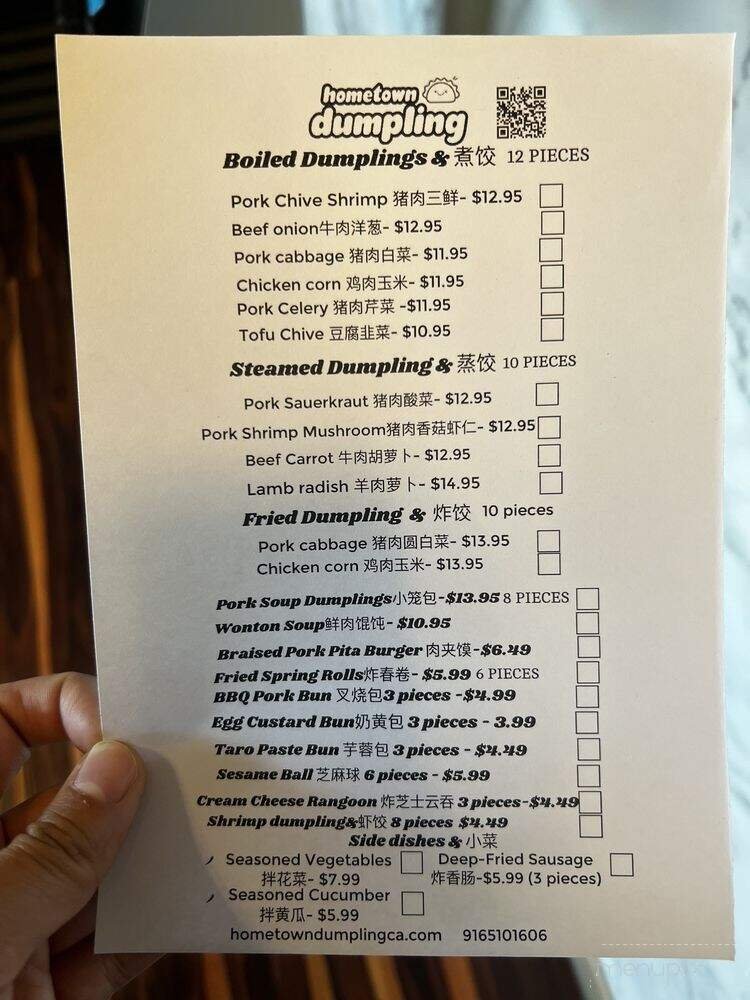 hometown
dumpling
Boiled Dumplings & 煮饺 12 PIECES
Pork Chive Shrimp 猪肉三鲜- $12.95
Beef onion牛肉洋葱- $12.95
Pork cabbage 猪肉白菜- $11.95
Chicken corn 鸡肉玉米- $11.95
Pork Celery 猪肉芹菜 -$11.95
Tofu Chive 豆腐韭菜- $10.95
Steamed Dumpling & 蒸饺 10 PIECES
Pork Sauerkraut 猪肉酸菜- $12.95
Pork Shrimp Mushroom猪肉香菇虾仁- $12.95
Beef Carrot 牛肉胡萝卜- $12.95
Lamb radish 羊肉萝卜- $14.95
Fried Dumpling & 炸饺 10 pieces
Pork cabbage 猪肉圆白菜- $13.95
Chicken corn 鸡肉玉米- $13.95
Pork Soup Dumplings小笼包-$13.95 8 PIECES
Wonton Soup鲜肉馄饨- $10.95
Braised Pork Pita Burger 肉夹馍-$6.49
Fried Spring Rolls炸春卷- $5.99 6 PIECES
BBQ Pork Bun 叉烧包3 pieces -$4.99
Egg Custard Bun奶黄包 3 pieces - 3.99
Taro Paste Bun 芋蓉包 3 pieces - $4.49
Sesame Ball 芝麻球 6 pieces - $5.99
Cream Cheese Rangoon 炸芝士云吞 3 pieces-$4.49
Shrimp dumpling&虾饺 8 pieces $4.49
Side dishes & 小菜
Seasoned Vegetables Deep-Fried Sausage
拌花菜- $7.99 炸香肠-$5.99 (3 pieces)
Seasoned Cucumber
拌黄瓜- $5.99
hometowndumplingca.com 9165101606